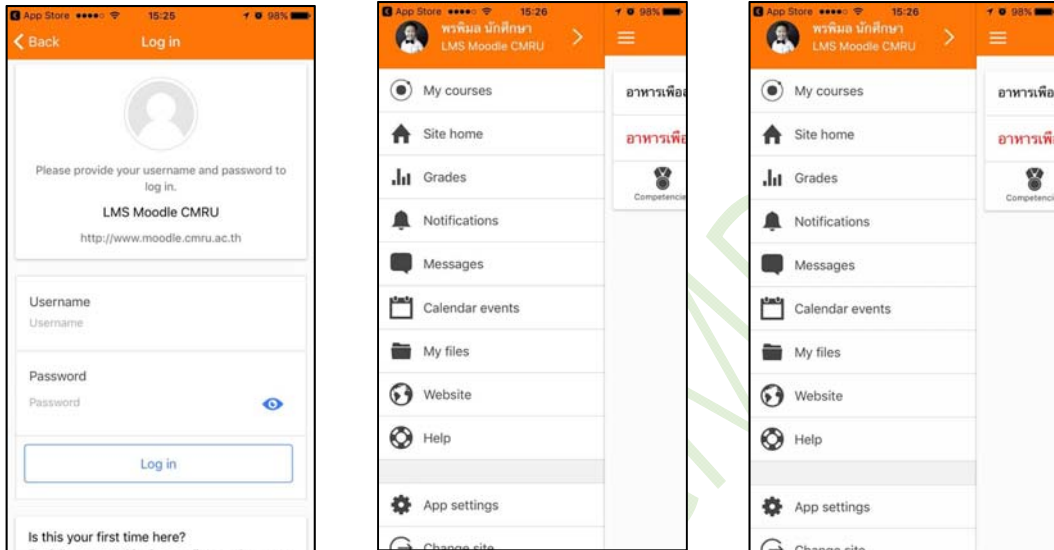 App Store 15:25 98%
Back Log in
Please provide your username and password to
log in.
LMS Moodle CMRU
http://www.moodle.cmru.ac.th
Username
Username
Password
Password
Log in
Is this your first time here?
App Store 15:26 98%
พรพิมล นักศึกษา
LMS Moodle CMRU
My courses
Site home
Grades
Notifications
Messages
Calendar events
My files
Website
Help
App settings
Change site
อาหารเพื่อ
อาหารเพื่อ
Competencie
App Store 15:26 98%
พรพิมล นักศึกษา
LMS Moodle CMRU
My courses
Site home
Grades
Notifications
Messages
Calendar events
My files
Website
Help
App settings
Change site
อาหารเพื่อ
อาหารเพื่
Competenci